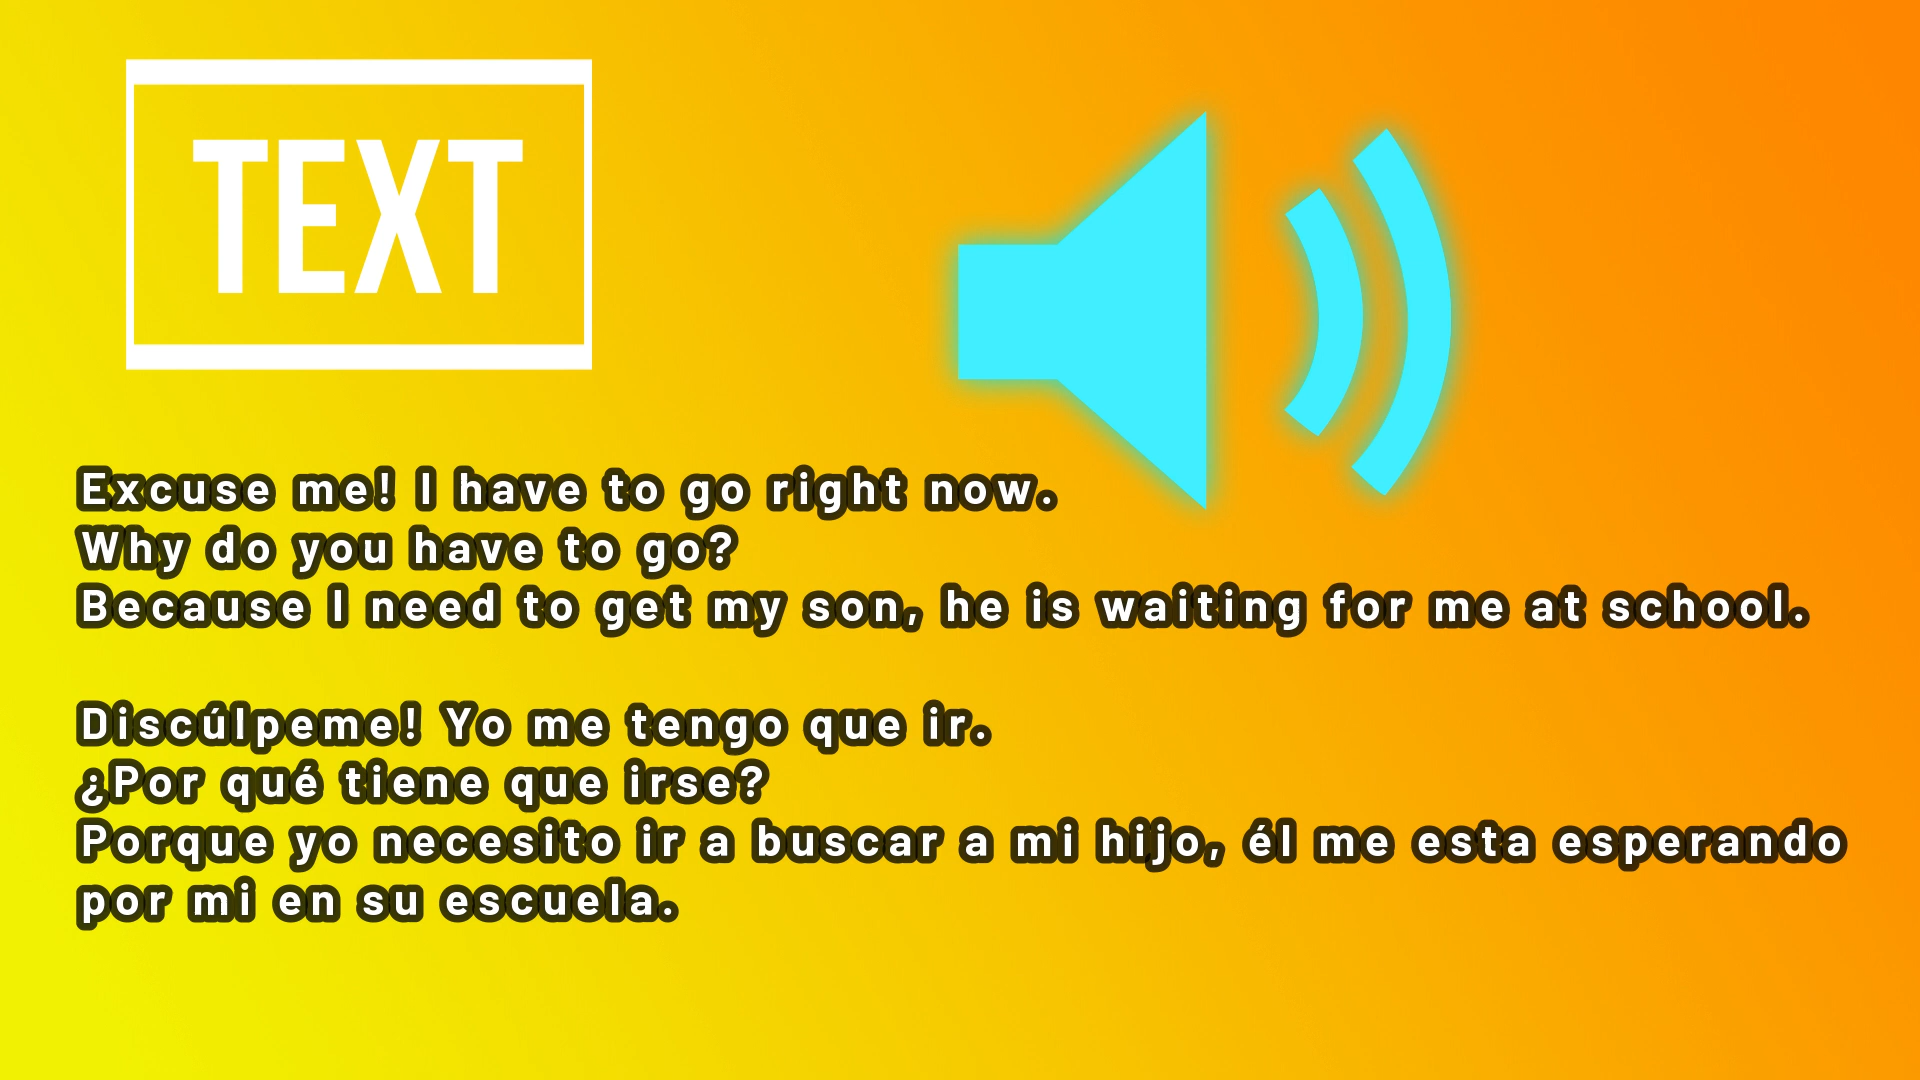 TEXT
Excuse me! I have to go right now.
Why do you have to go?
Because I need to get my son, he is waiting for me at school.
Discúlpeme! Yo me tengo que ir.
¿Por qué tiene que irse?
Porque yo necesito ir a buscar a mi hijo, él me esta esperando
por mi en su escuela.